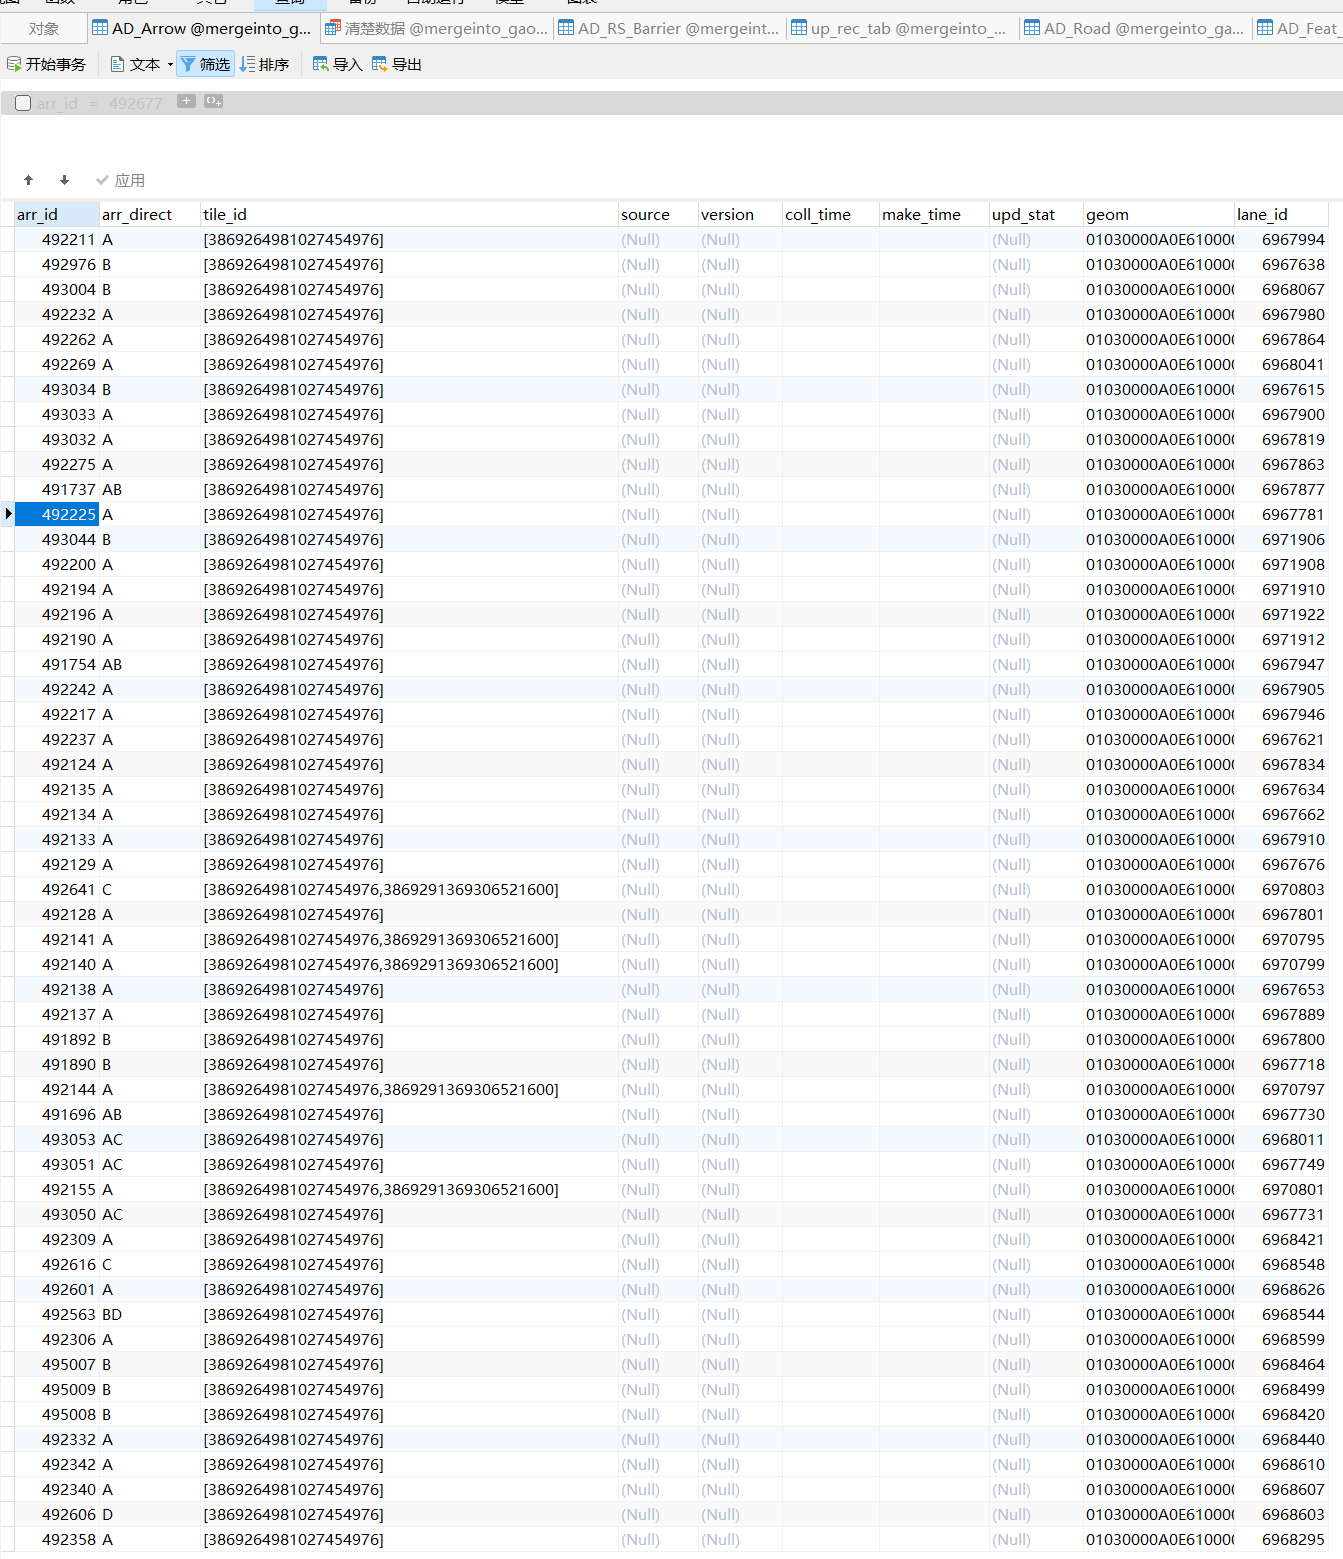 对象 AD_Arrow @mergeinto_g... 清楚数据 @mergeinto_gao... AD_RS_Barrier @mergeint... up_rec_tab @mergeinto_... AD_Road @mergeinto_ga... AD_Feat_
开始事务 文本 筛选 排序 导入 导出
arr_id = 492677
应用
arr_id arr_direct tile_id source version coll_time make_time upd_stat geom lane_id
492211 A [3869264981027454976] (Null) (Null) (Null) 01030000A0E61000( 6967994
492976 B [3869264981027454976] (Null) (Null) (Null) 01030000A0E61000( 6967638
493004 B [3869264981027454976] (Null) (Null) (Null) 01030000A0E61000( 6968067
492232 A [3869264981027454976] (Null) (Null) (Null) 01030000A0E61000( 6967980
492262 A [3869264981027454976] (Null) (Null) (Null) 01030000A0E61000( 6967864
492269 A [3869264981027454976] (Null) (Null) (Null) 01030000A0E61000( 6968041
493034 B [3869264981027454976] (Null) (Null) (Null) 01030000A0E61000( 6967615
493033 A [3869264981027454976] (Null) (Null) (Null) 01030000A0E61000( 6967900
493032 A [3869264981027454976] (Null) (Null) (Null) 01030000A0E61000( 6967819
492275 A [3869264981027454976] (Null) (Null) (Null) 01030000A0E61000( 6967863
491737 AB [3869264981027454976] (Null) (Null) (Null) 01030000A0E61000( 6967877
492225 A [3869264981027454976] (Null) (Null) (Null) 01030000A0E61000( 6967781
493044 B [3869264981027454976] (Null) (Null) (Null) 01030000A0E61000( 6971906
492200 A [3869264981027454976] (Null) (Null) (Null) 01030000A0E61000( 6971908
492194 A [3869264981027454976] (Null) (Null) (Null) 01030000A0E61000( 6971910
492196 A [3869264981027454976] (Null) (Null) (Null) 01030000A0E61000( 6971922
492190 A [3869264981027454976] (Null) (Null) (Null) 01030000A0E61000( 6971912
491754 AB [3869264981027454976] (Null) (Null) (Null) 01030000A0E61000( 6967947
492242 A [3869264981027454976] (Null) (Null) (Null) 01030000A0E61000( 6967905
492217 A [3869264981027454976] (Null) (Null) (Null) 01030000A0E61000( 6967946
492237 A [3869264981027454976] (Null) (Null) (Null) 01030000A0E61000( 6967621
492124 A [3869264981027454976] (Null) (Null) (Null) 01030000A0E61000( 6967834
492135 A [3869264981027454976] (Null) (Null) (Null) 01030000A0E61000( 6967634
492134 A [3869264981027454976] (Null) (Null) (Null) 01030000A0E61000( 6967662
492133 A [3869264981027454976] (Null) (Null) (Null) 01030000A0E61000( 6967910
492129 A [3869264981027454976] (Null) (Null) (Null) 01030000A0E61000( 6967676
492641 C [3869264981027454976,3869291369306521600] (Null) (Null) (Null) 01030000A0E61000( 6970803
492128 A [3869264981027454976] (Null) (Null) (Null) 01030000A0E61000( 6967801
492141 A [3869264981027454976,3869291369306521600] (Null) (Null) (Null) 01030000A0E61000( 6970795
492140 A [3869264981027454976,3869291369306521600] (Null) (Null) (Null) 01030000A0E61000( 6970799
492138 A [3869264981027454976] (Null) (Null) (Null) 01030000A0E61000( 6967653
492137 A [3869264981027454976] (Null) (Null) (Null) 01030000A0E61000( 6967889
491892 B [3869264981027454976] (Null) (Null) (Null) 01030000A0E61000( 6967800
491890 B [3869264981027454976] (Null) (Null) (Null) 01030000A0E61000( 6967718
492144 A [3869264981027454976,3869291369306521600] (Null) (Null) (Null) 01030000A0E61000( 6970797
491696 AB [3869264981027454976] (Null) (Null) (Null) 01030000A0E61000( 6967730
493053 AC [3869264981027454976] (Null) (Null) (Null) 01030000A0E61000( 6968011
493051 AC [3869264981027454976] (Null) (Null) (Null) 01030000A0E61000( 6967749
492155 A [3869264981027454976,3869291369306521600] (Null) (Null) (Null) 01030000A0E61000( 6970801
493050 AC [3869264981027454976] (Null) (Null) (Null) 01030000A0E61000( 6967731
492309 A [3869264981027454976] (Null) (Null) (Null) 01030000A0E61000( 6968421
492616 C [3869264981027454976] (Null) (Null) (Null) 01030000A0E61000( 6968548
492601 A [3869264981027454976] (Null) (Null) (Null) 01030000A0E61000( 6968626
492563 BD [3869264981027454976] (Null) (Null) (Null) 01030000A0E61000( 6968544
492306 A [3869264981027454976] (Null) (Null) (Null) 01030000A0E61000( 6968599
495007 B [3869264981027454976] (Null) (Null) (Null) 01030000A0E61000( 6968464
495009 B [3869264981027454976] (Null) (Null) (Null) 01030000A0E61000( 6968499
495008 B [3869264981027454976] (Null) (Null) (Null) 01030000A0E61000( 6968420
492332 A [3869264981027454976] (Null) (Null) (Null) 01030000A0E61000( 6968440
492342 A [3869264981027454976] (Null) (Null) (Null) 01030000A0E61000( 6968610
492340 A [3869264981027454976] (Null) (Null) (Null) 01030000A0E61000( 6968607
492606 D [3869264981027454976] (Null) (Null) (Null) 01030000A0E61000( 6968603
492358 A [3869264981027454976] (Null) (Null) (Null) 01030000A0E61000( 6968295